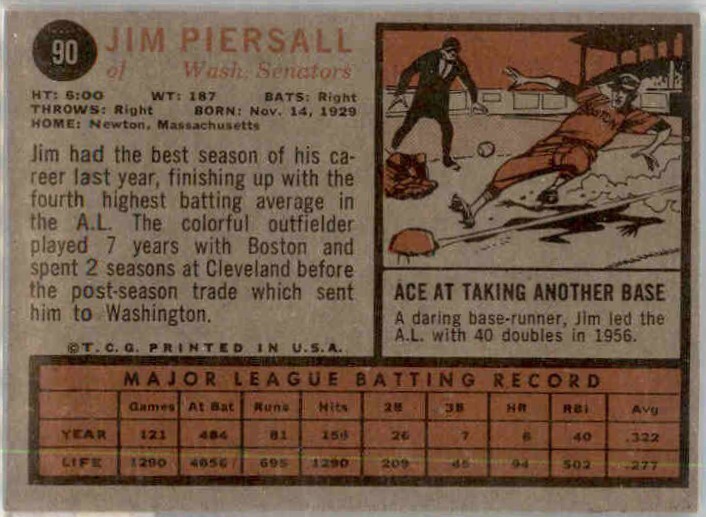 90
JIM PIERSALL
of Wash. Senators
HT: 6:00 WT: 187 BATS: Right
THROWS: Right BORN: Nov. 14, 1929
HOME: Newton, Massachusetts
Jim had the best season of his ca-
reer last year, finishing up with the
fourth highest batting average in
the A.L. The colorful outfielder
played 7 years with Boston and
spent 2 seasons at Cleveland before
the post-season trade which sent
him to Washington.
©T.C.G. PRINTED IN U.S.A.
ACE AT TAKING ANOTHER BASE
A daring base-runner, Jim led the
A.L. with 40 doubles in 1956.
MAJOR LEAGUE BATTING RECORD
Games At Bat Runs Hits 2B 3B HR RBI Avg
YEAR 121 484 81 156 26 7 6 40 .322
LIFE 1290 4656 695 1290 209 94 502 .277